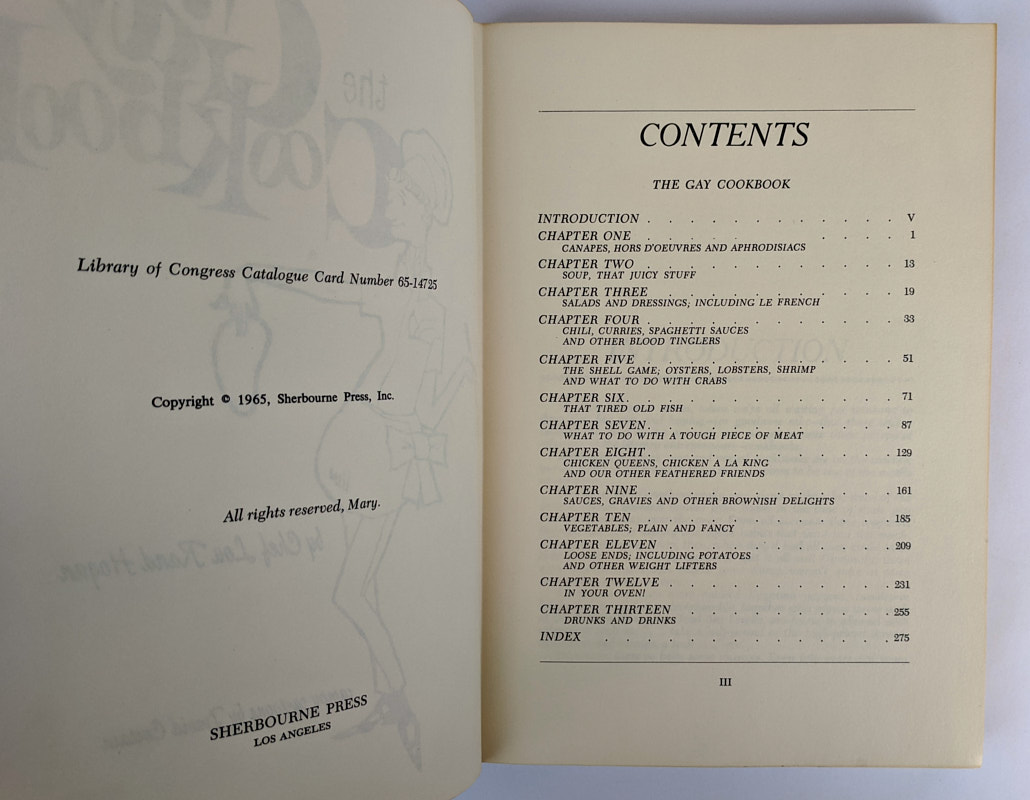 Library of Congress Catalogue Card Number 65-14725
Copyright © 1965, Sherbourne Press, Inc.
All rights reserved, Mary.
SHERBOURNE PRESS
LOS ANGELES
CONTENTS
THE GAY COOKBOOK
INTRODUCTION . . . . . . . . . V
CHAPTER ONE . . . . . . . . . 1
CANAPES, HORS D'OEUVRES AND APHRODISIACS
CHAPTER TWO . . . . . . . . . 13
SOUP, THAT JUICY STUFF
CHAPTER THREE . . . . . . . . . 19
SALADS AND DRESSINGS; INCLUDING LE FRENCH
CHAPTER FOUR . . . . . . . . . 33
CHILI, CURRIES, SPAGHETTI SAUCES
AND OTHER BLOOD TINGLERS
CHAPTER FIVE . . . . . . . . . 51
THE SHELL GAME; OYSTERS, LOBSTERS, SHRIMP
AND WHAT TO DO WITH CRABS
CHAPTER SIX . . . . . . . . . 71
THAT TIRED OLD FISH
CHAPTER SEVEN . . . . . . . . . 87
WHAT TO DO WITH A TOUGH PIECE OF MEAT
CHAPTER EIGHT . . . . . . . . . 129
CHICKEN QUEENS, CHICKEN A LA KING
AND OUR OTHER FEATHERED FRIENDS
CHAPTER NINE . . . . . . . . . 161
SAUCES, GRAVIES AND OTHER BROWNISH DELIGHTS
CHAPTER TEN . . . . . . . . . 185
VEGETABLES; PLAIN AND FANCY
CHAPTER ELEVEN . . . . . . . . . 209
LOOSE ENDS; INCLUDING POTATOES
AND OTHER WEIGHT LIFTERS
CHAPTER TWELVE . . . . . . . . . 231
IN YOUR OVEN!
CHAPTER THIRTEEN . . . . . . . . . 255
DRUNKS AND DRINKS
INDEX . . . . . . . . . 275
III